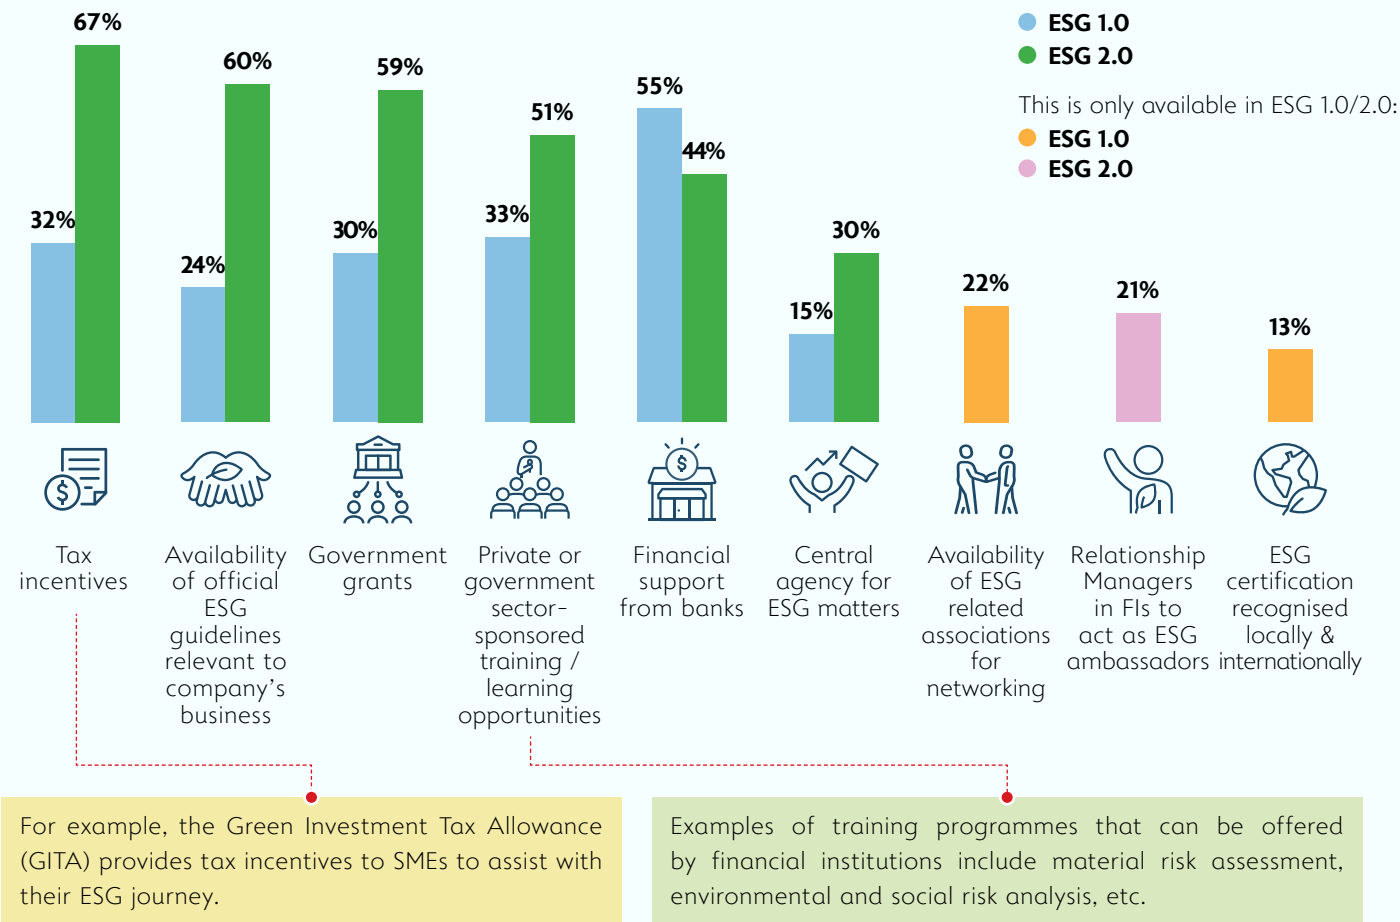 67%
60%
59%
51%
55%
44%
32%
24%
30%
33%
15%
30%
22%
21%
13%
ESG 1.0
ESG 2.0
This is only available in ESG 1.0/2.0:
ESG 1.0
ESG 2.0
Tax
incentives
Availability
of official
ESG
guidelines
relevant to
company’s
business
Government
grants
Private or
government
sector-
sponsored
training /
learning
opportunities
Financial
support
from banks
Central
agency for
ESG matters
Availability
of ESG
related
associations
for
networking
Relationship
Managers
in FIs to
act as ESG
ambassadors
ESG
certification
recognised
locally &
internationally
For example, the Green Investment Tax Allowance
(GITA) provides tax incentives to SMEs to assist with
their ESG journey.
Examples of training programmes that can be offered
by financial institutions include material risk assessment,
environmental and social risk analysis, etc.